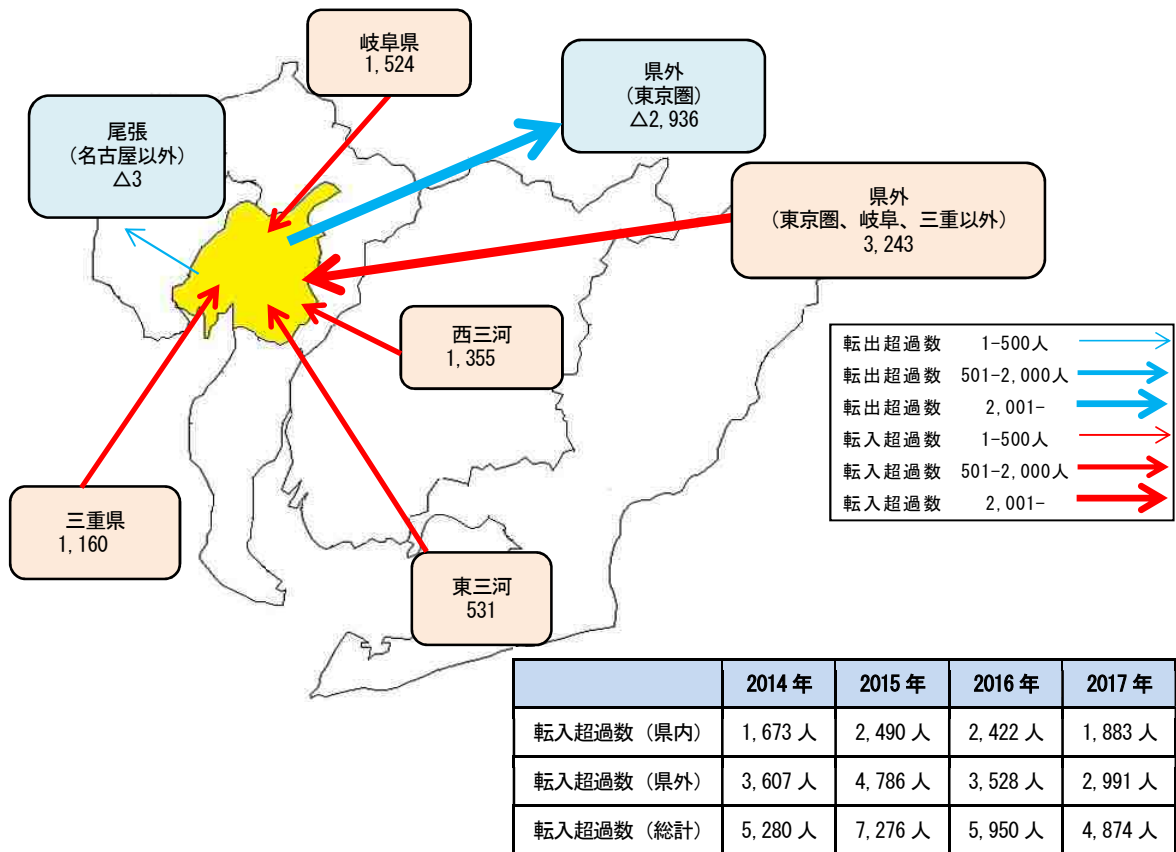 岐阜県
1,524
県外
(東京圏)
△2,936
尾張
(名古屋以外)
△3
県外
(東京圏、岐阜、三重以外)
3,243
西三河
1,355
三重県
1,160
東三河
531
転出超過数 1-500人
転出超過数 501-2,000人
転出超過数 2,001-
転入超過数 1-500人
転入超過数 501-2,000人
転入超過数 2,001-
2014年 2015年 2016年 2017年
転入超過数(県内) 1,673人 2,490人 2,422人 1,883人
転入超過数(県外) 3,607人 4,786人 3,528人 2,991人
転入超過数(総計) 5,280人 7,276人 5,950人 4,874人